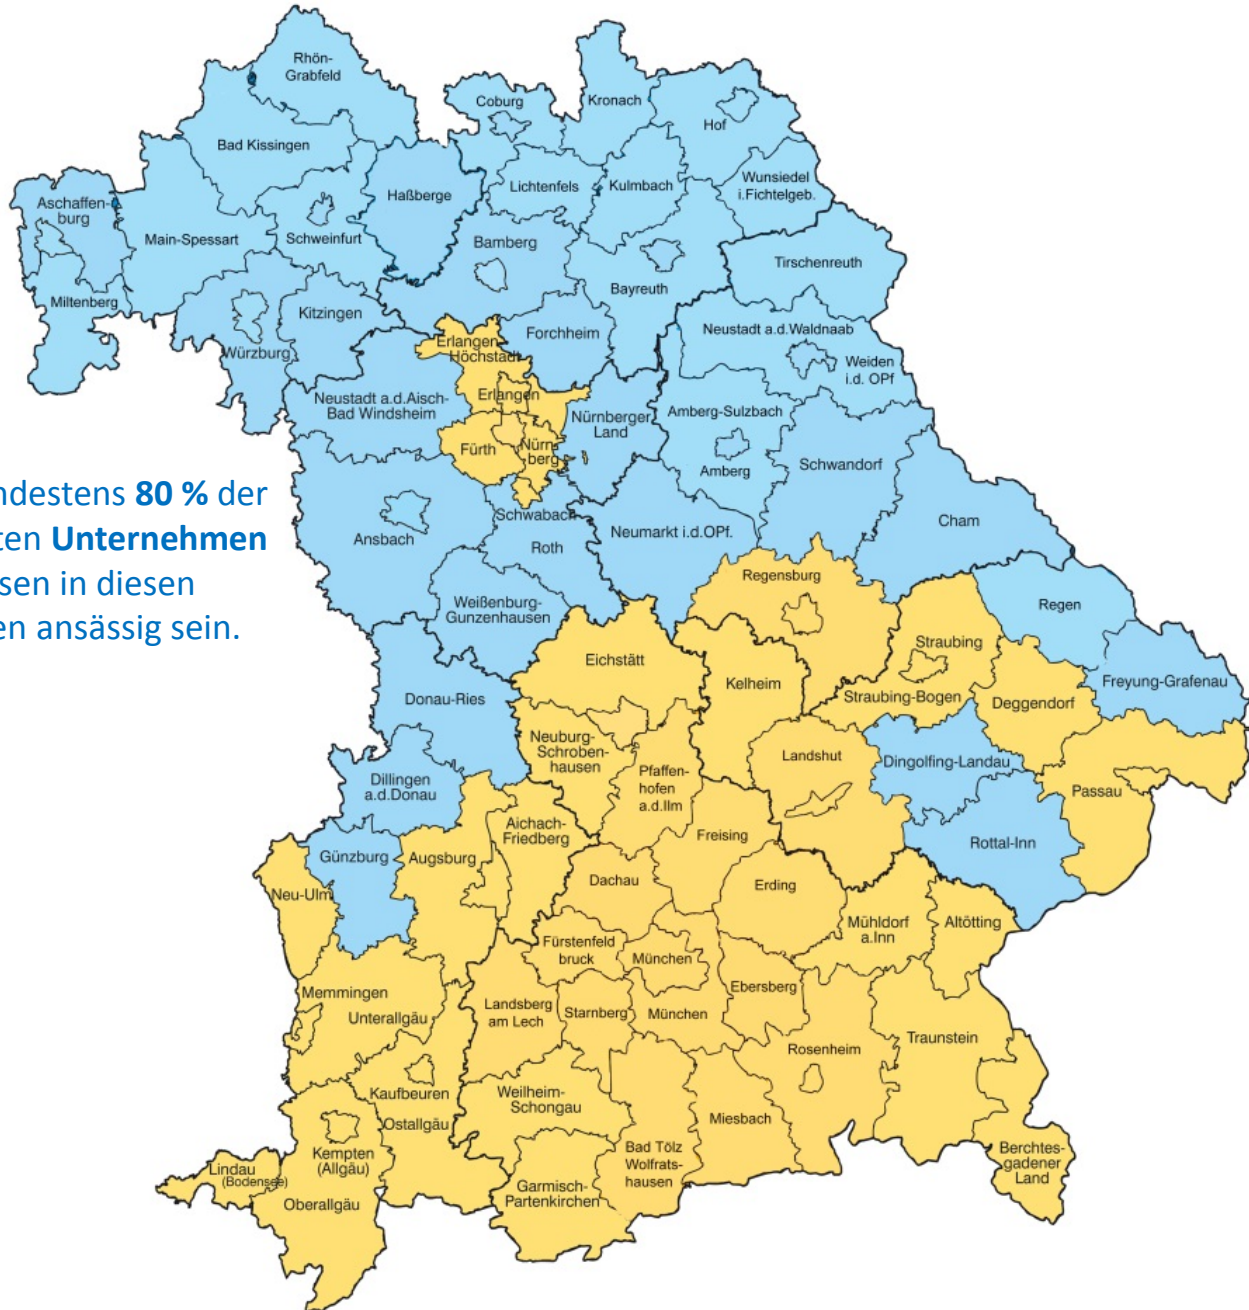 Rhön-
Grabfeld
Coburg
Kronach
Hof
Bad Kissingen
Haßberge
Lichtenfels
Kulmbach
Wunsiedel
i.Fichtelgeb.
Aschaffen-
burg
Main-Spessart
Schweinfurt
Bamberg
Bayreuth
Tirschenreuth
Miltenberg
Kitzingen
Würzburg
Forchheim
Neustadt a.d.Waldnaab
Weiden
i.d. OPf
Erlangen-
Höchstadt
Neustadt a.d.Aisch-
Bad Windsheim
Erlangen
Nürnberger
Land
Amberg-Sulzbach
Amberg
Fürth
Nürn-
berg
Schwandorf
ndestens 80 % der
ten Unternehmen
sen in diesen
en ansässig sein.
Ansbach
Schwabach
Roth
Neumarkt i.d.OPf.
Cham
Weißenburg-
Gunzenhausen
Regensburg
Regen
Eichstätt
Straubing
Kelheim
Freyung-Grafenau
Donau-Ries
Straubing-Bogen
Deggendorf
Neuburg-
Schroben-
hausen
Pfaffen-
hofen
a.d.Ilm
Landshut
Dingolfing-Landau
Dillingen
a.d.Donau
Passau
Aichach-
Friedberg
Freising
Rottal-Inn
Günzburg
Augsburg
Neu-Ulm
Dachau
Erding
Mühldorf
a.Inn
Altötting
Fürstenfeld
bruck
München
Ebersberg
Memmingen
Unterallgäu
Landsberg
am Lech
Starnberg
München
Traunstein
Rosenheim
Kaufbeuren
Ostallgäu
Weilheim-
Schongau
Miesbach
Kempten
(Allgäu)
Bad Tölz
Wolfrats-
hausen
Berchtes-
gadener
Land
Lindau
(Bodensee)
Oberallgäu
Garmisch-
Partenkirchen